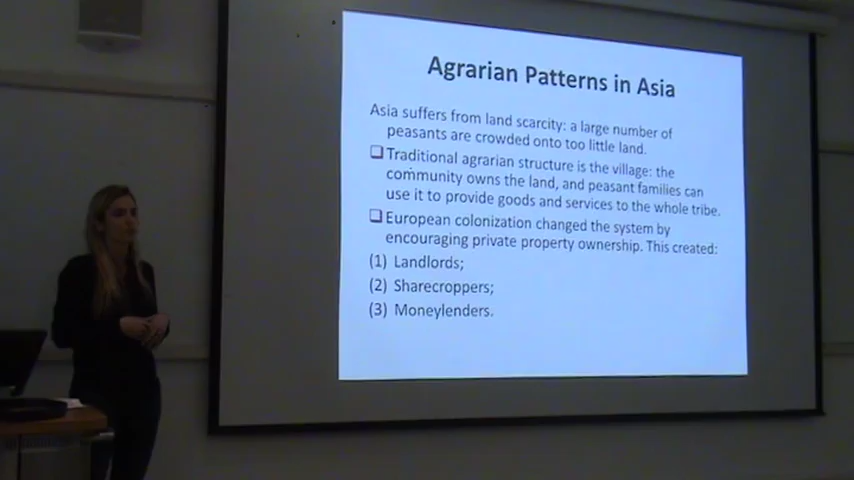 Agrarian Patterns in Asia
Asia suffers from land scarcity: a large number of
peasants are crowded onto too little land.
❑Traditional agrarian structure is the village: the
community owns the land, and peasant families can
use it to provide goods and services to the whole tribe.
❑European colonization changed the system by
encouraging private property ownership. This created:
(1) Landlords;
(2) Sharecroppers;
(3) Moneylenders.